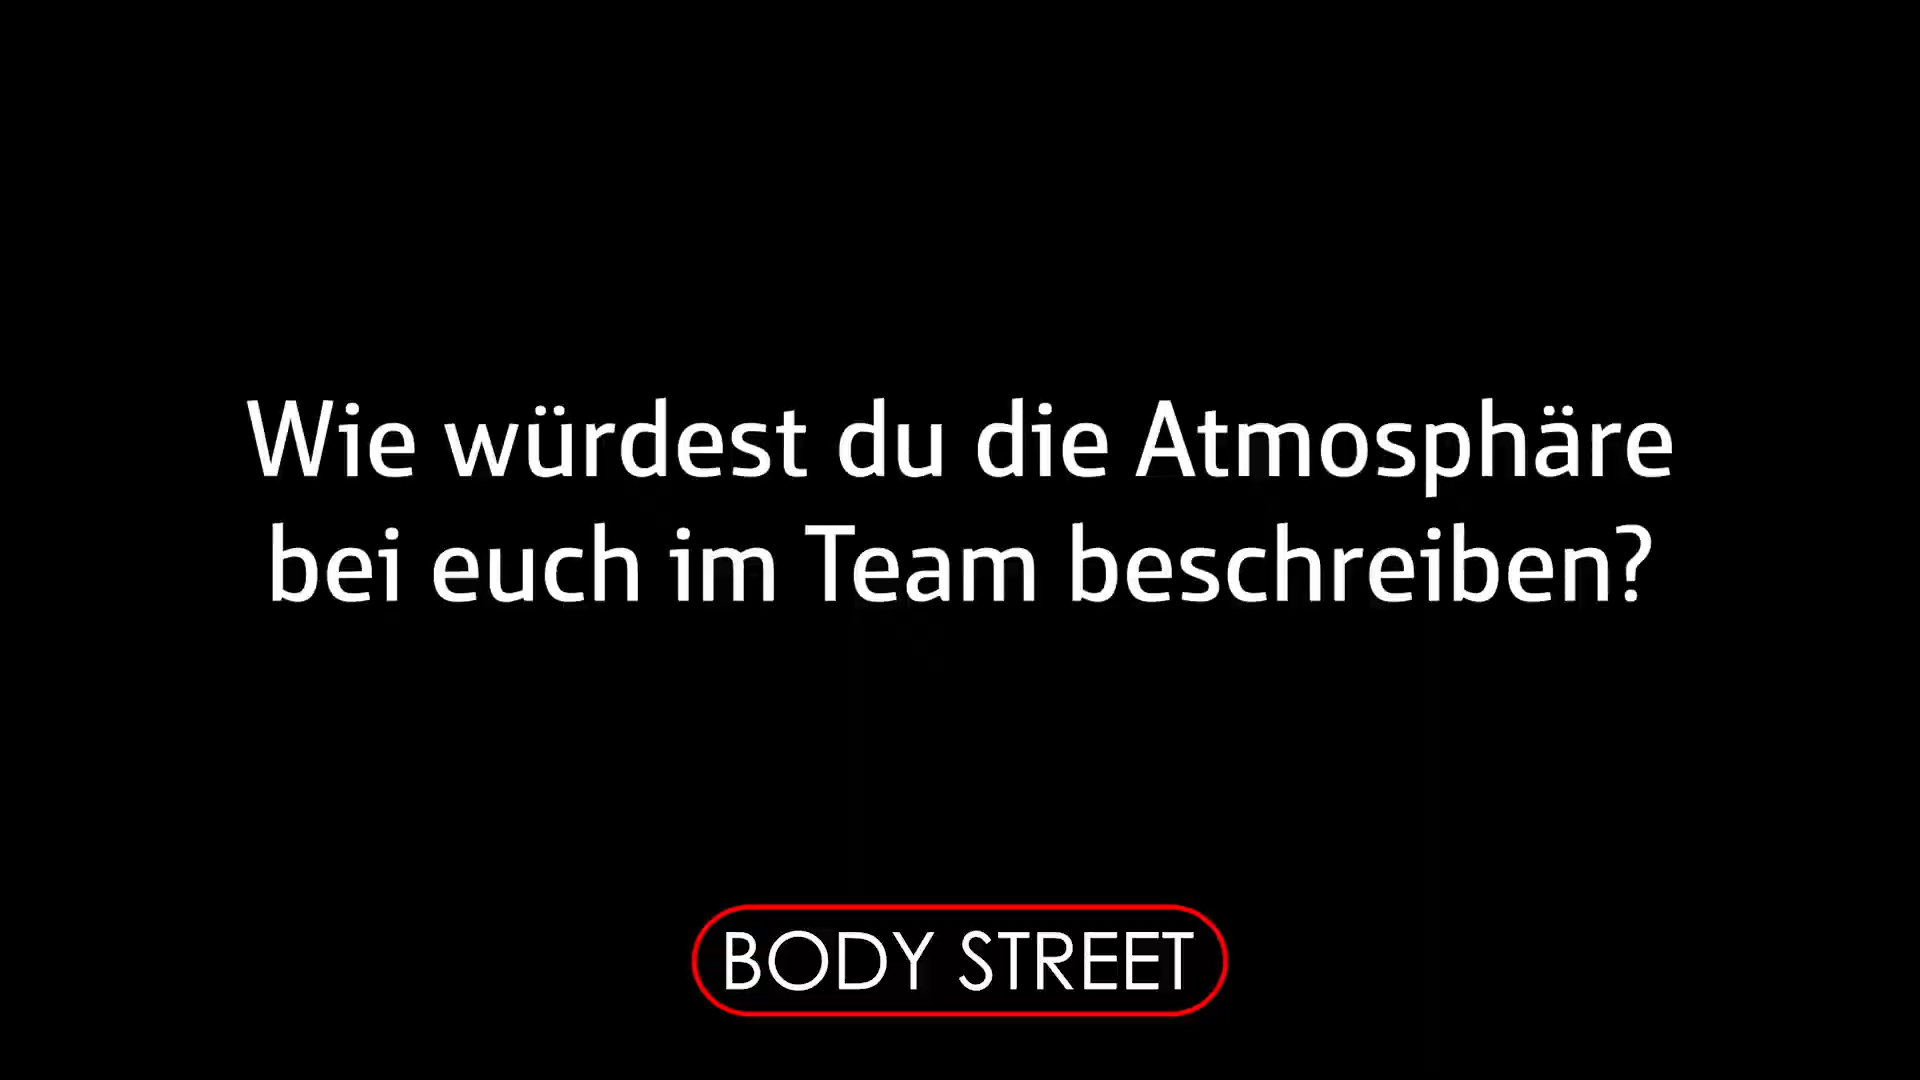 Wie würdest du die Atmosphäre
bei euch im Team beschreiben?
BODY STREET